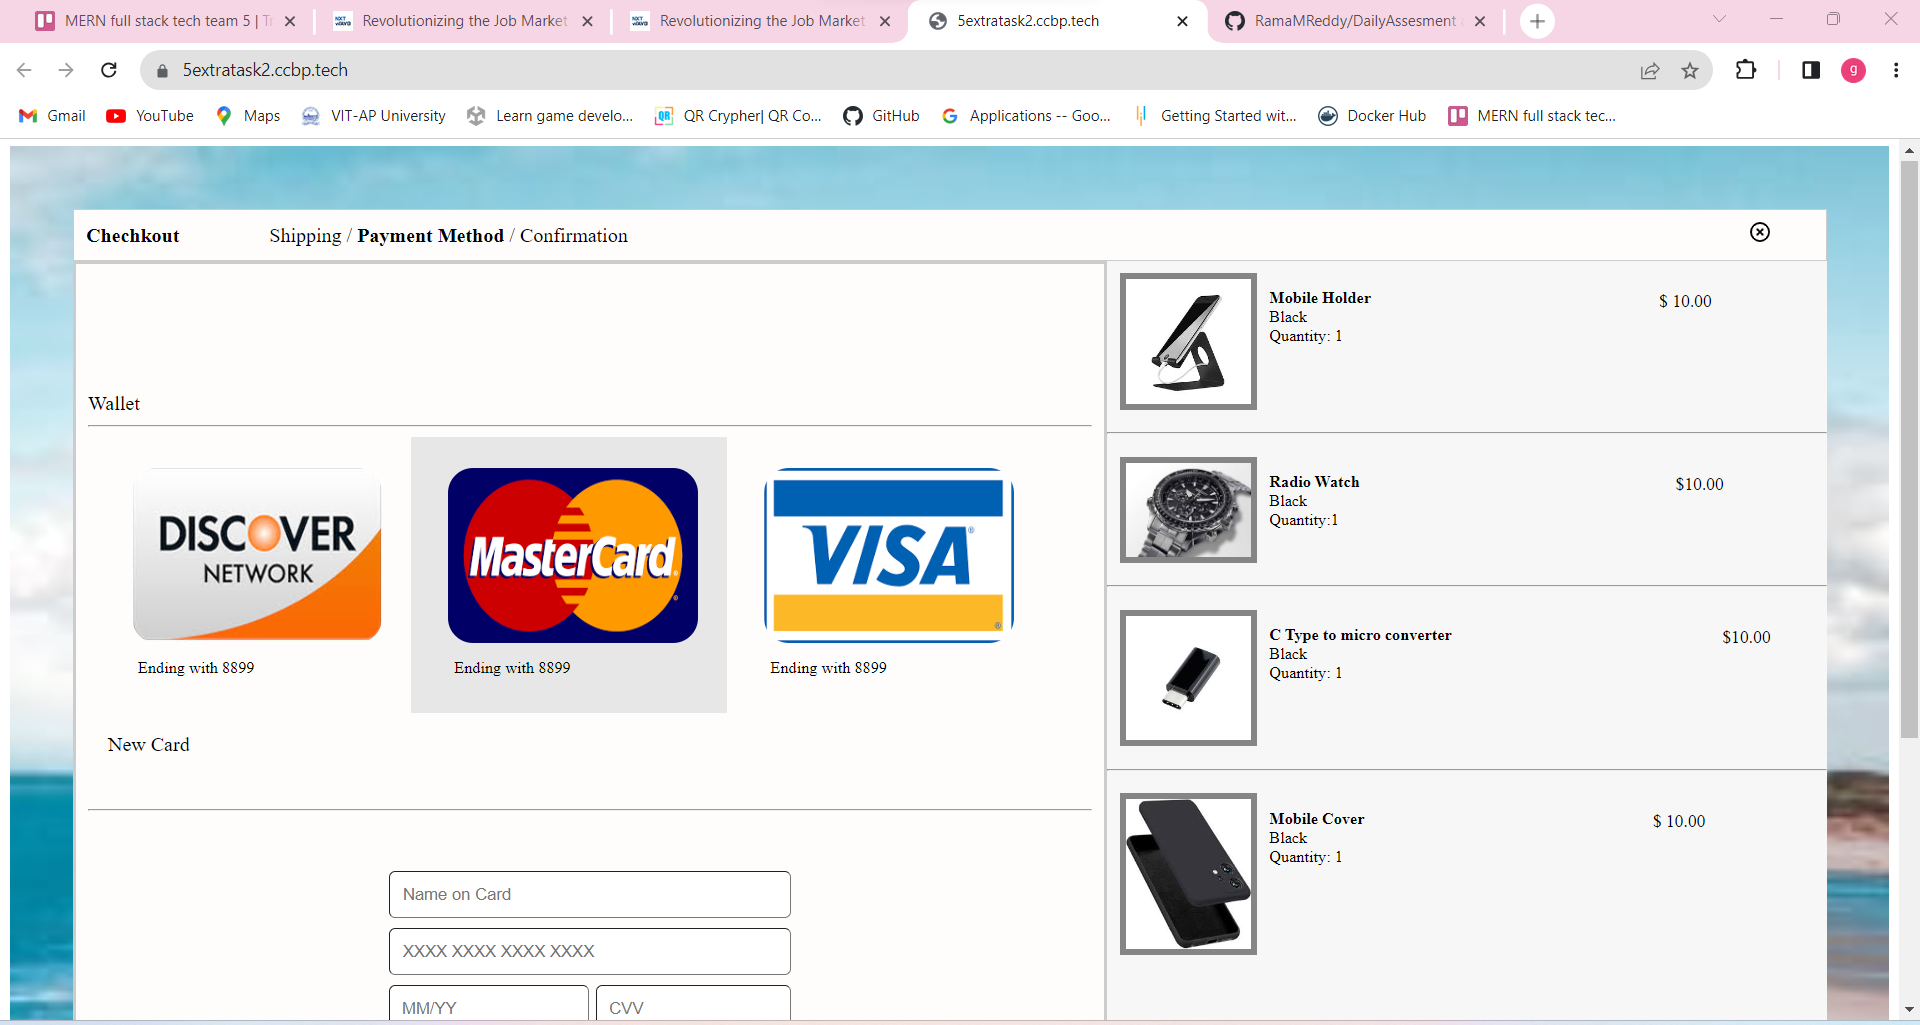 MERN full stack tech team 5 | Tr
Revolutionizing the Job Market
Revolutionizing the Job Market
5extratask2.ccbp.tech
RamaMReddy/DailyAssesment
5extratask2.ccbp.tech
g
Gmail
YouTube
Maps
VIT-AP University
Learn game develo...
QR Crypher| QR Co...
GitHub
Applications -- Goo...
Getting Started wit...
Docker Hub
MERN full stack tec...
Chechkout
Shipping / Payment Method / Confirmation
Wallet
DISCOVER
NETWORK
MasterCard
VISA
Ending with 8899
Ending with 8899
Ending with 8899
New Card
Name on Card
XXXX XXXX XXXX XXXX
MM/YY
CVV
Mobile Holder
$ 10.00
Black
Quantity: 1
Radio Watch
$10.00
Black
Quantity:1
C Type to micro converter
$10.00
Black
Quantity: 1
Mobile Cover
$ 10.00
Black
Quantity: 1